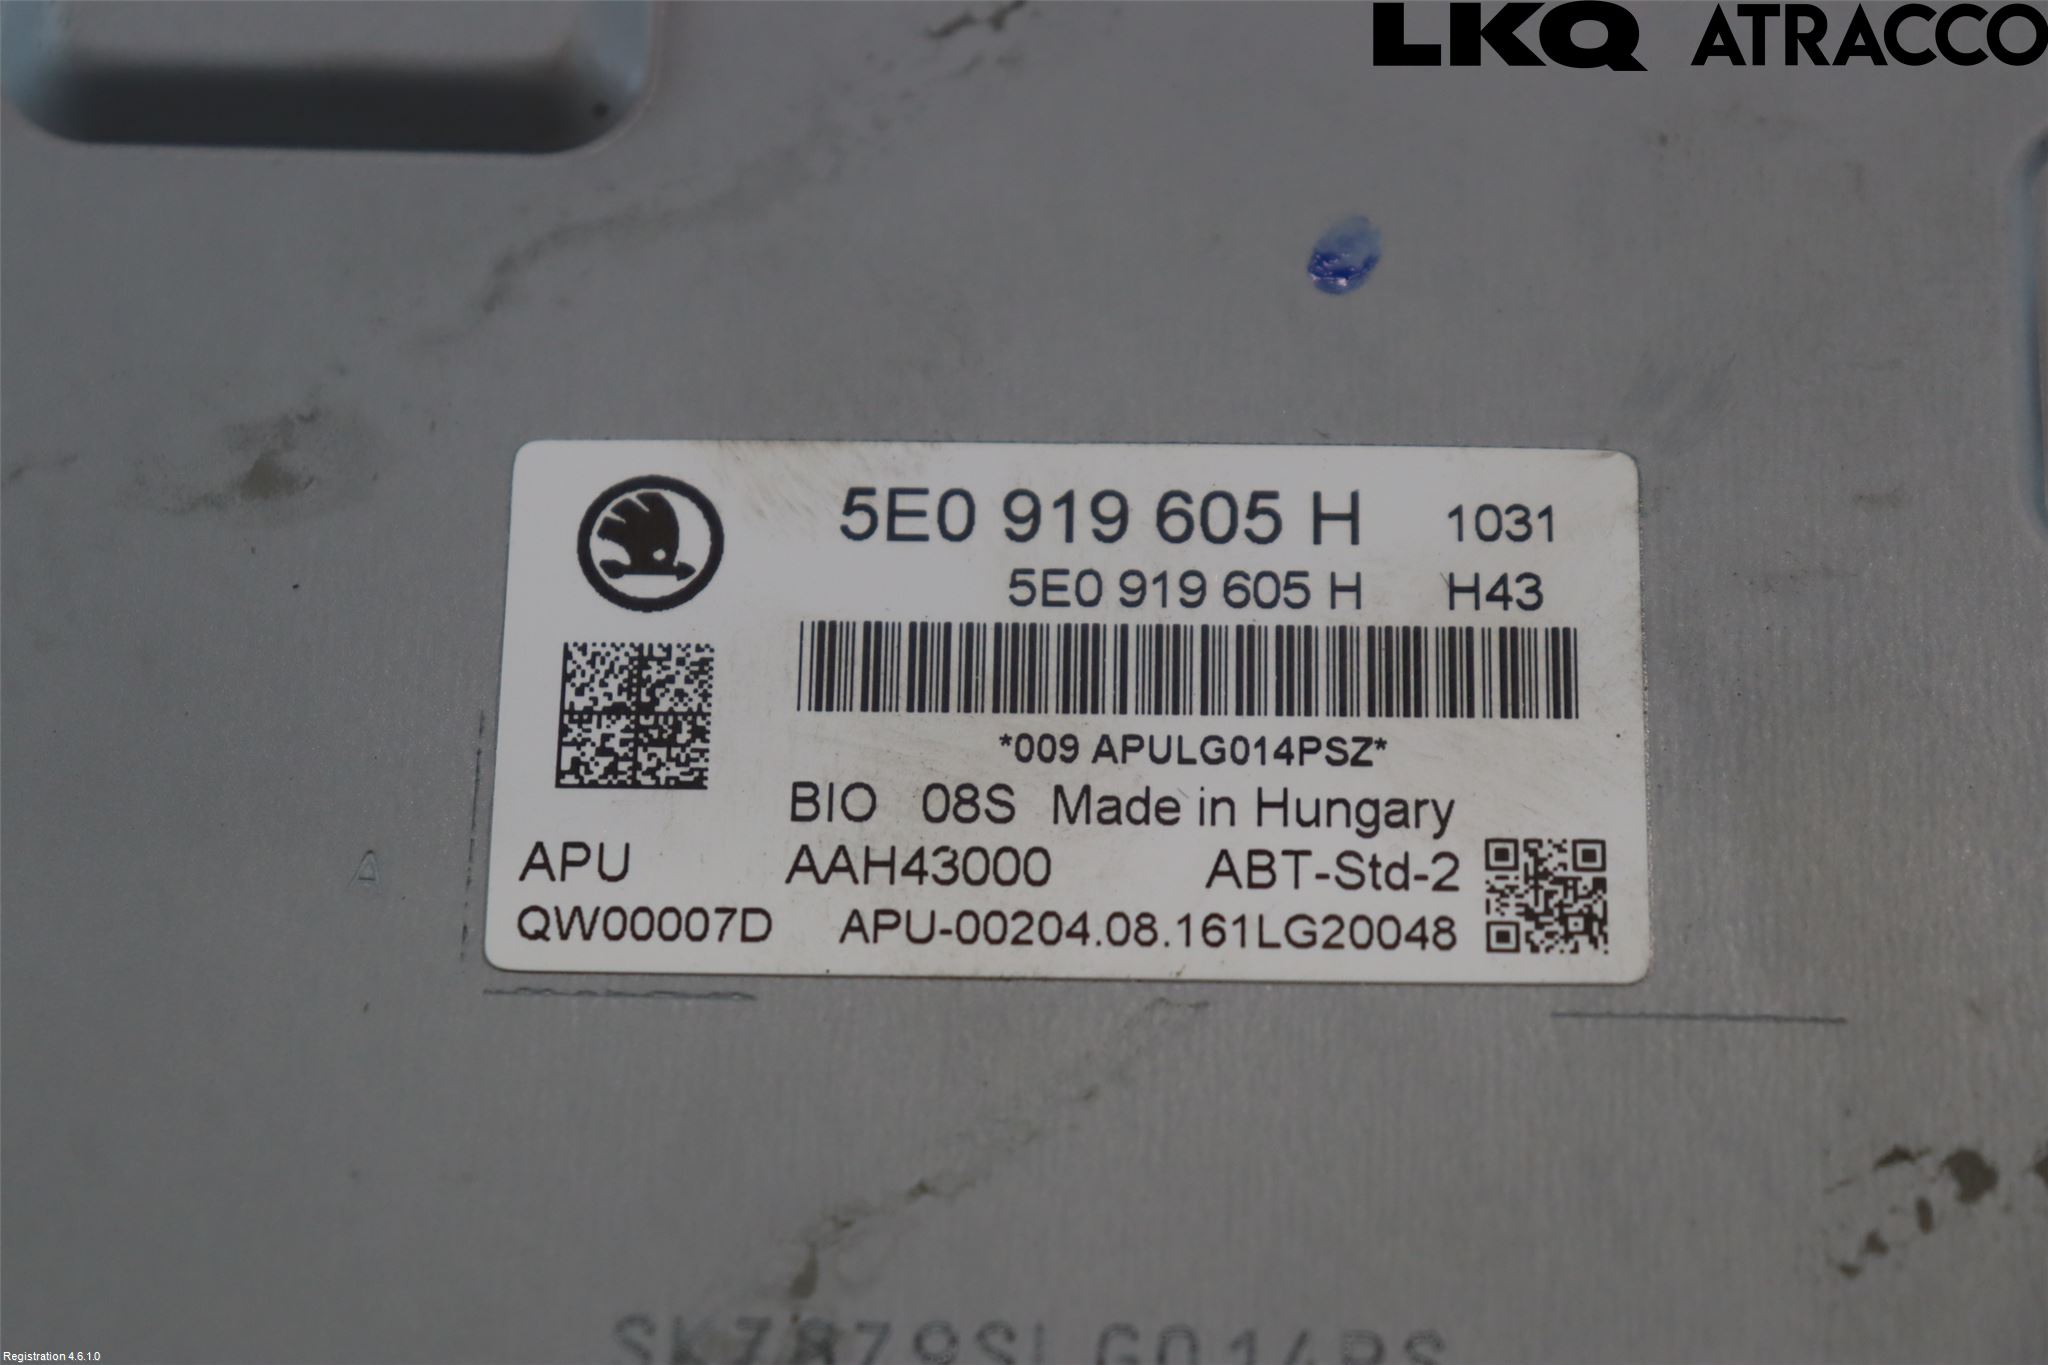 LKQ ATRACCO
5E0 919 605 H 1031
5E0 919 605 H H43
*009 APULG014PSZ*
BIO 08S Made in Hungary
APU AAH43000 ABT-Std-2
QW00007D APU-00204.08.161LG20048
A
Registration 4.6.1.0